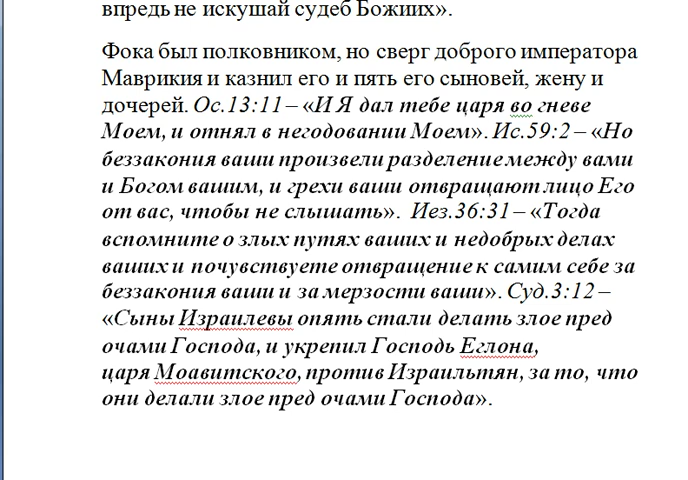 впредь не искушай судеб Божиих».
Фока был полковником, но сверг доброго императора
Маврикия и казнил его и пять его сыновей, жену и
дочерей. Ос.13:11 – «И Я дал тебе царя во гневе
Моем, и отнял в негодовании Моем». Ис.59:2 – «Но
беззакония ваши произвели разделение между вами
и Богом вашим, и грехи ваши отвращают лицо Его
от вас, чтобы не слышать». Иез.36:31 – «Тогда
вспомните о злых путях ваших и недобрых делах
ваших и почувствуете отвращение к самим себе за
беззакония ваши и за мерзости ваши». Суд.3:12 –
«Сыны Израилевы опять стали делать злое пред
очами Господа, и укрепил Господь Еглона,
царя Моавитского, против Израильтян, за то, что
они делали злое пред очами Господа».